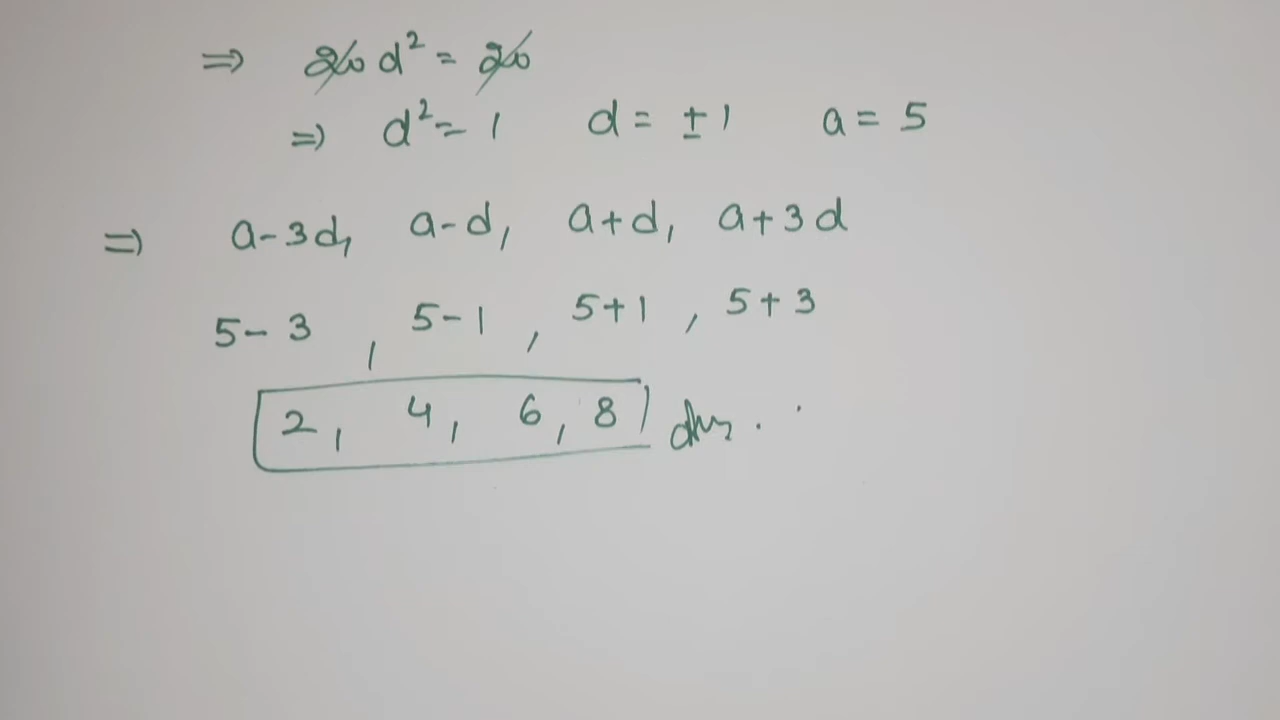 ⇒ 20 d² = 20
⇒ d² = 1 d = ±1 a = 5
⇒ a-3d, a-d, a+d, a+3d
5-3, 5-1, 5+1, 5+3
2, 4, 6, 8 Ans.